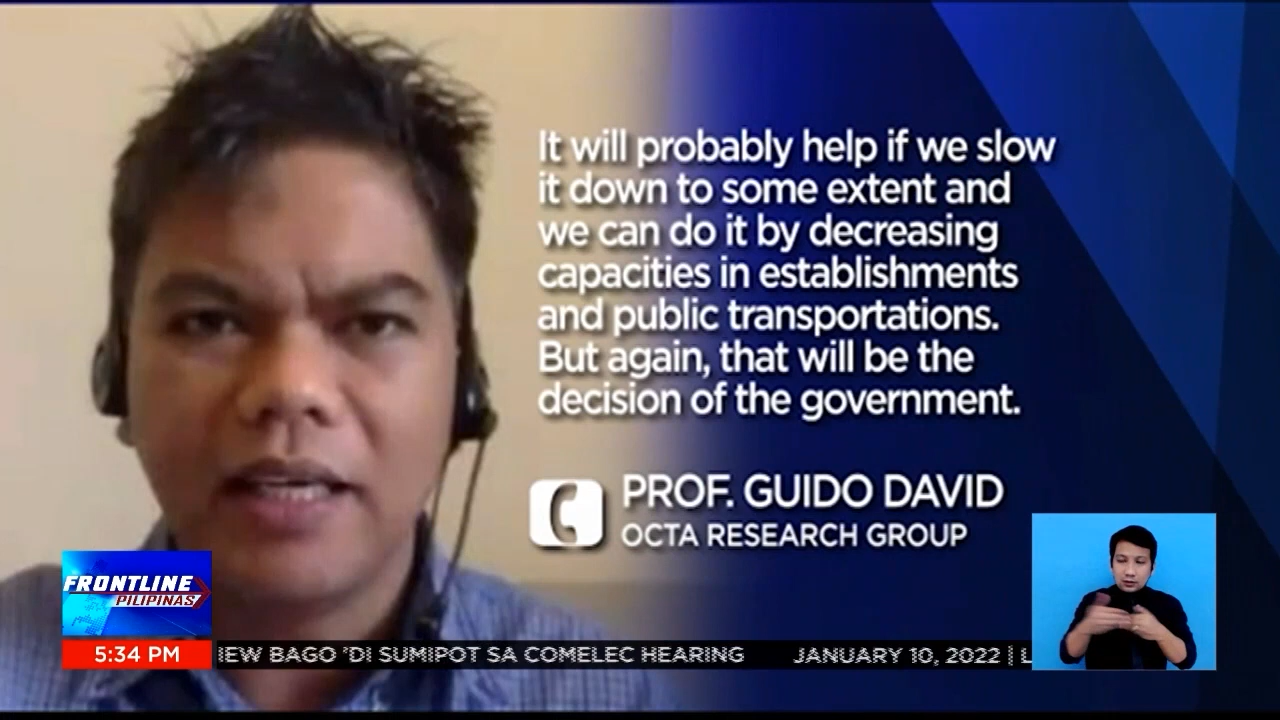 It will probably help if we slow
it down to some extent and
we can do it by decreasing
capacities in establishments
and public transportations.
But again, that will be the
decision of the government.
PROF. GUIDO DAVID
OCTA RESEARCH GROUP
FRONTLINE
PILIPINAS
5:34 PM
IEW BAGO 'DI SUMIPOT SA COMELEC HEARING JANUARY 10, 2022 | L